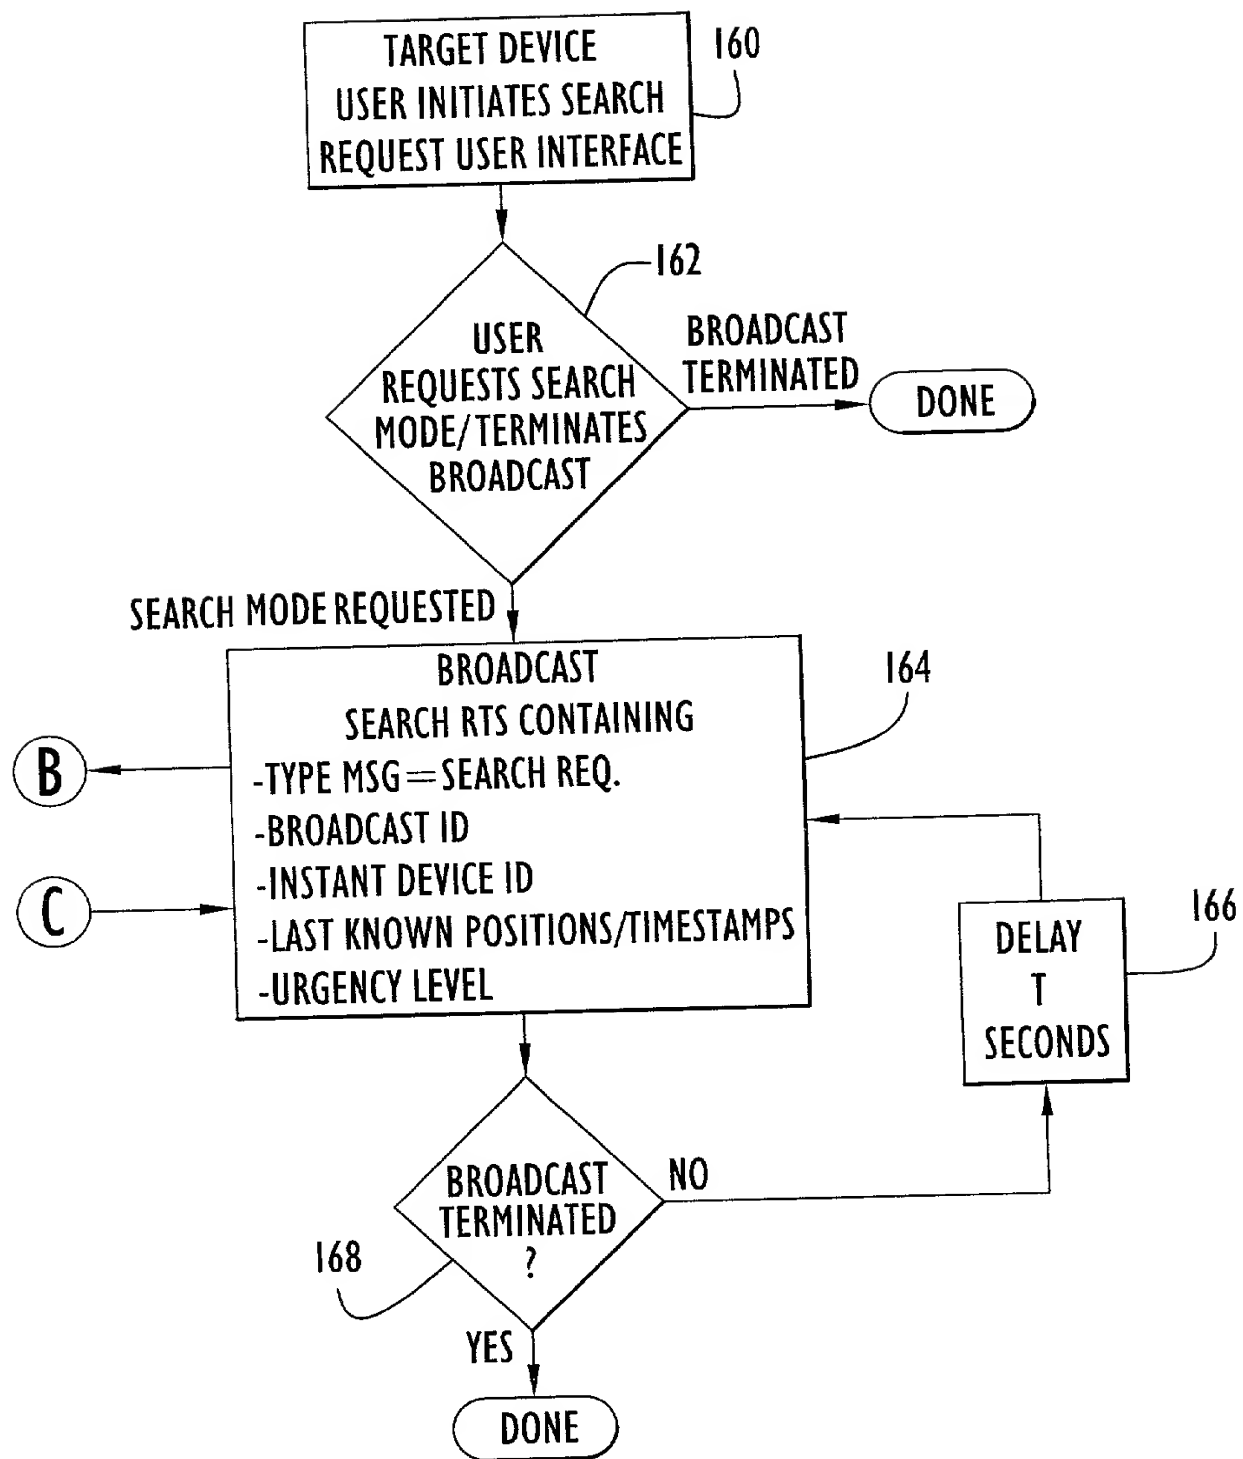 TARGET DEVICE
USER INITIATES SEARCH
REQUEST USER INTERFACE
160
162
USER
REQUESTS SEARCH
MODE/TERMINATES
BROADCAST
BROADCAST
TERMINATED
DONE
SEARCH MODE REQUESTED
BROADCAST
SEARCH RTS CONTAINING
-TYPE MSG=SEARCH REQ.
-BROADCAST ID
-INSTANT DEVICE ID
-LAST KNOWN POSITIONS/TIMESTAMPS
-URGENCY LEVEL
164
B
C
DELAY
T
SECONDS
166
BROADCAST
TERMINATED
?
NO
168
YES
DONE